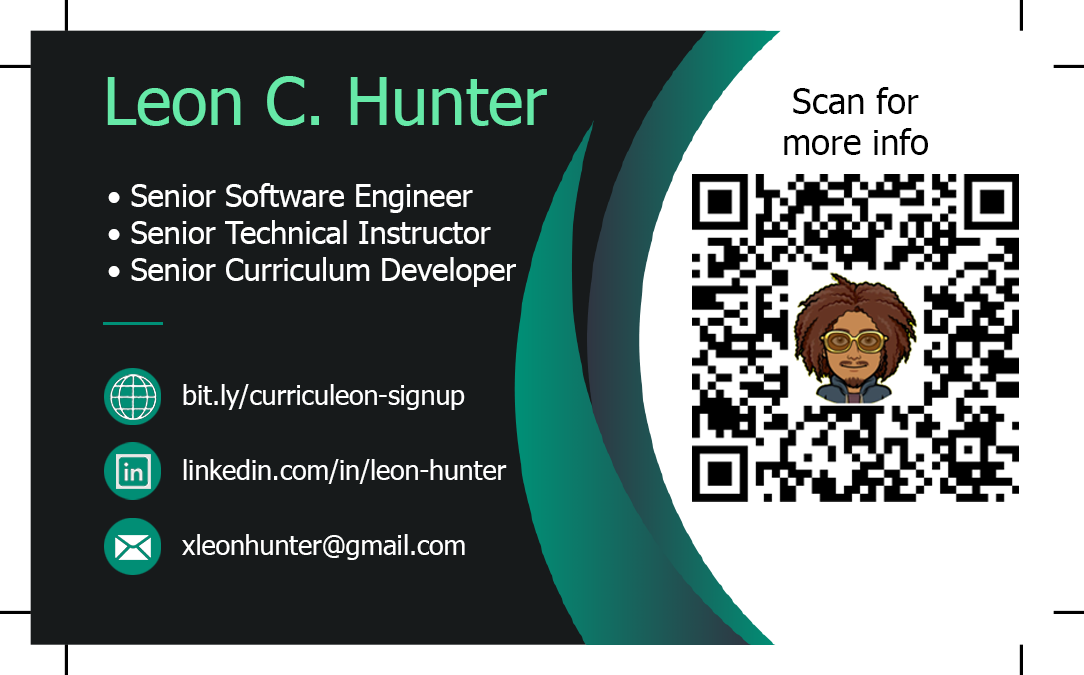 Leon C. Hunter
• Senior Software Engineer
• Senior Technical Instructor
• Senior Curriculum Developer
bit.ly/curriculeon-signup
in
linkedin.com/in/leon-hunter
xleonhunter@gmail.com
Scan for
more info